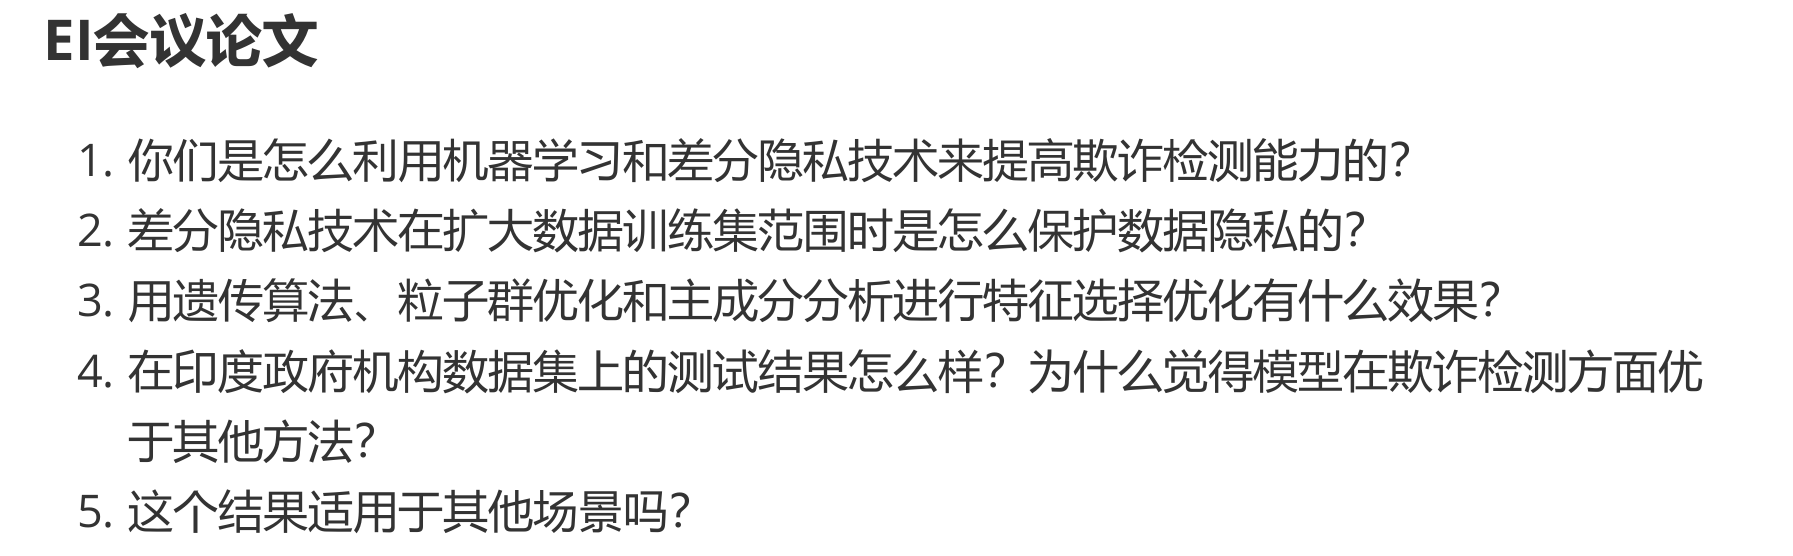 EI会议论文
1. 你们是怎么利用机器学习和差分隐私技术来提高欺诈检测能力的？
2. 差分隐私技术在扩大数据训练集范围时是怎么保护数据隐私的？
3. 用遗传算法、粒子群优化和主成分分析进行特征选择优化有什么效果？
4. 在印度政府机构数据集上的测试结果怎么样？为什么觉得模型在欺诈检测方面优
于其他方法？
5. 这个结果适用于其他场景吗？